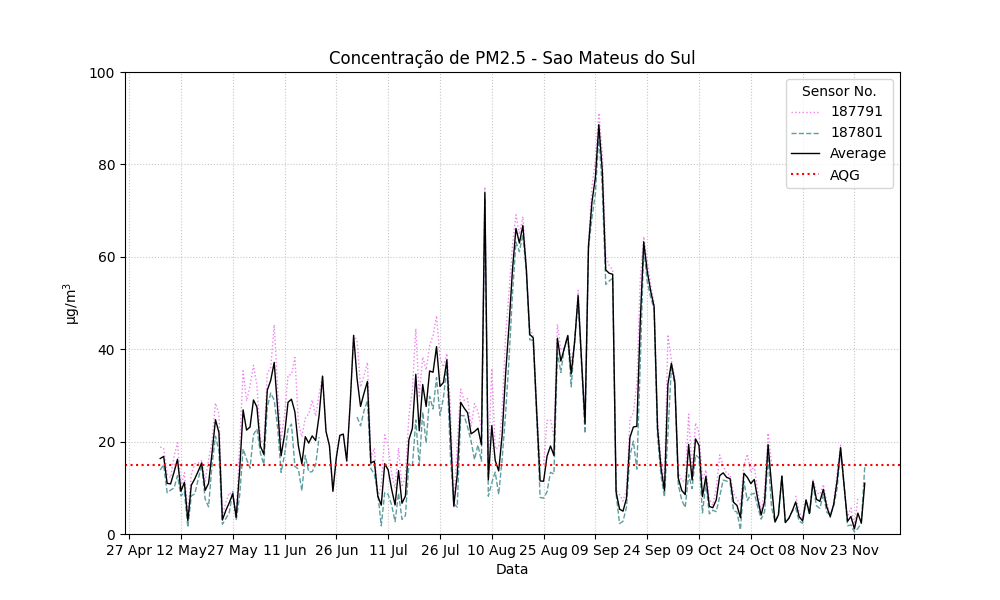 Concentração de PM2.5 - Sao Mateus do Sul
100
80
60
40
20
0
µg/m³
Sensor No.
187791
187801
Average
AQG
27 Apr 12 May 27 May 11 Jun 26 Jun 11 Jul 26 Jul 10 Aug 25 Aug 09 Sep 24 Sep 09 Oct 24 Oct 08 Nov 23 Nov
Data